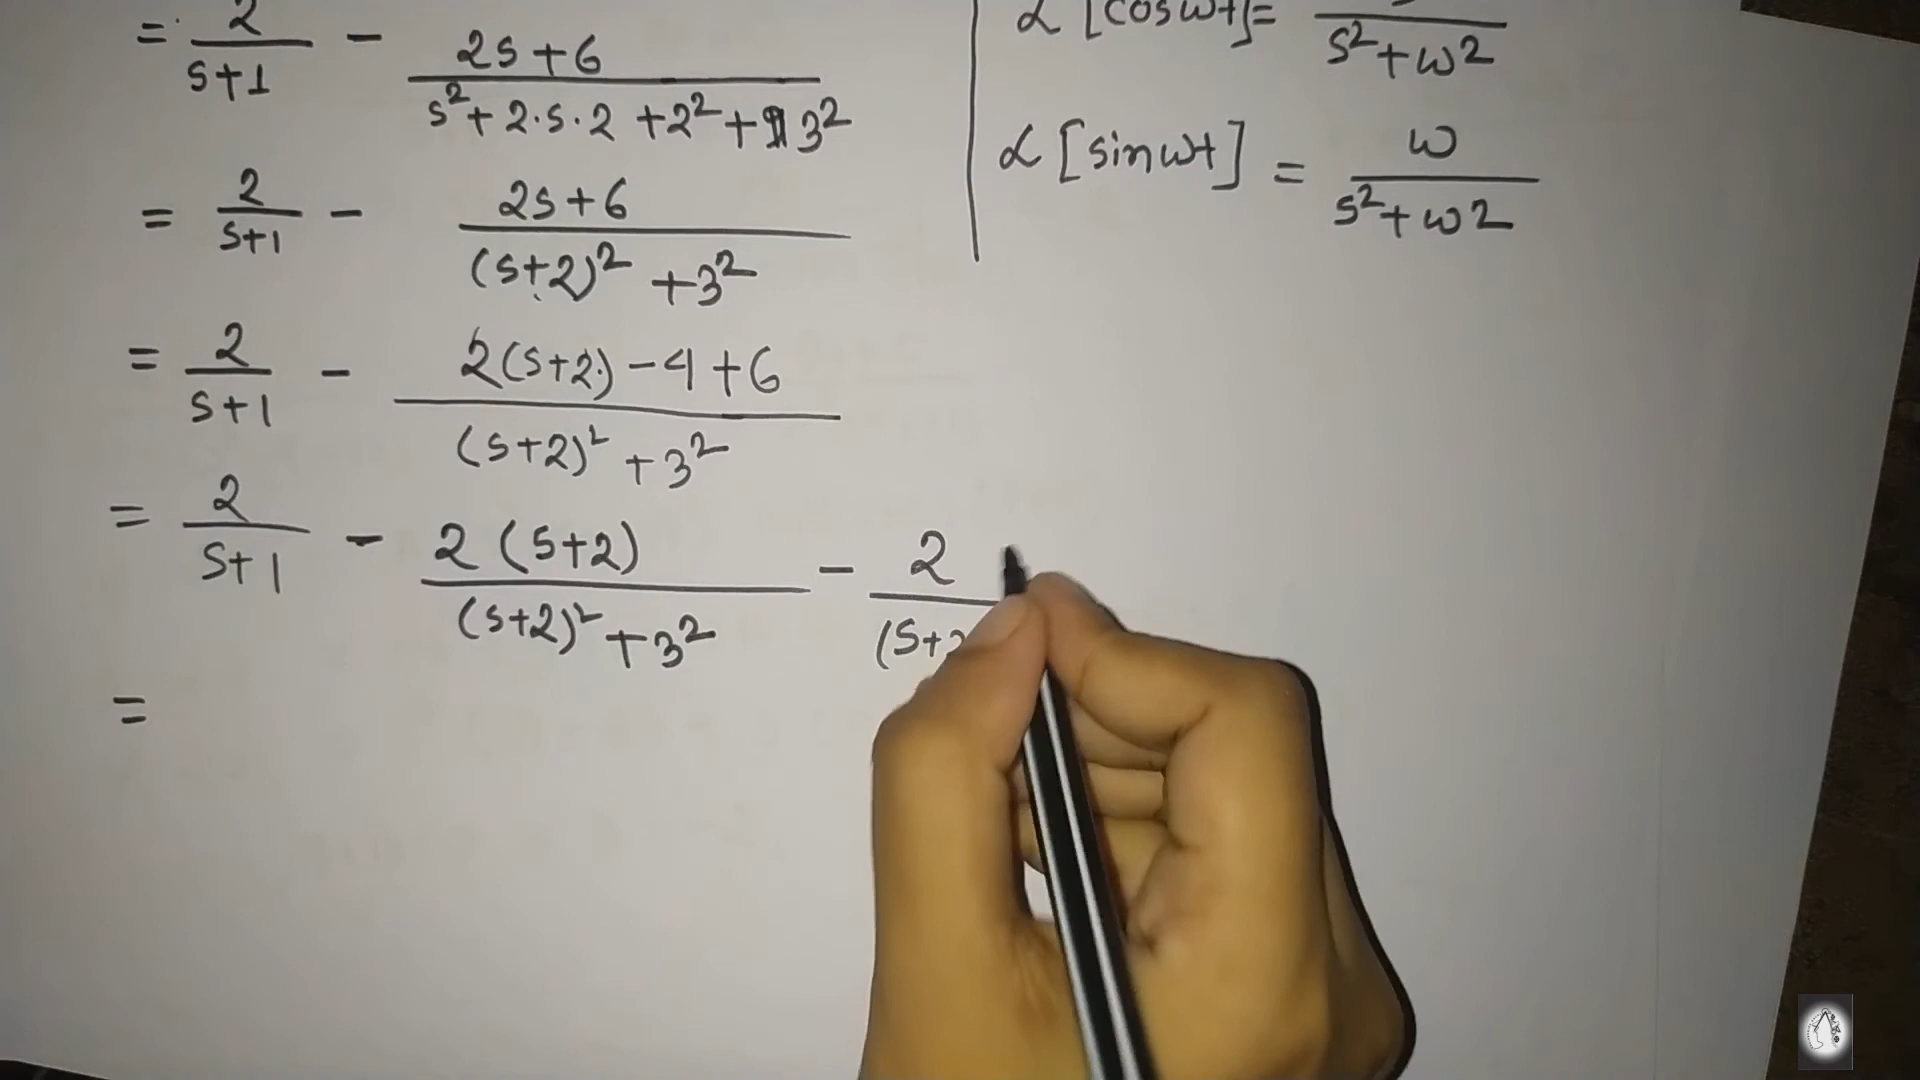 = 2/(s+1) - (2s+6)/(s²+2·s·2+2²+3²)
= 2/(s+1) - (2s+6)/((s+2)²+3²)
= 2/(s+1) - (2(s+2)-4+6)/((s+2)²+3²)
= 2/(s+1) - 2(s+2)/((s+2)²+3²) - 2/(s+2
=
ℒ[cosωt] = /(s²+ω²)
ℒ[sinωt] = ω/(s²+ω²)